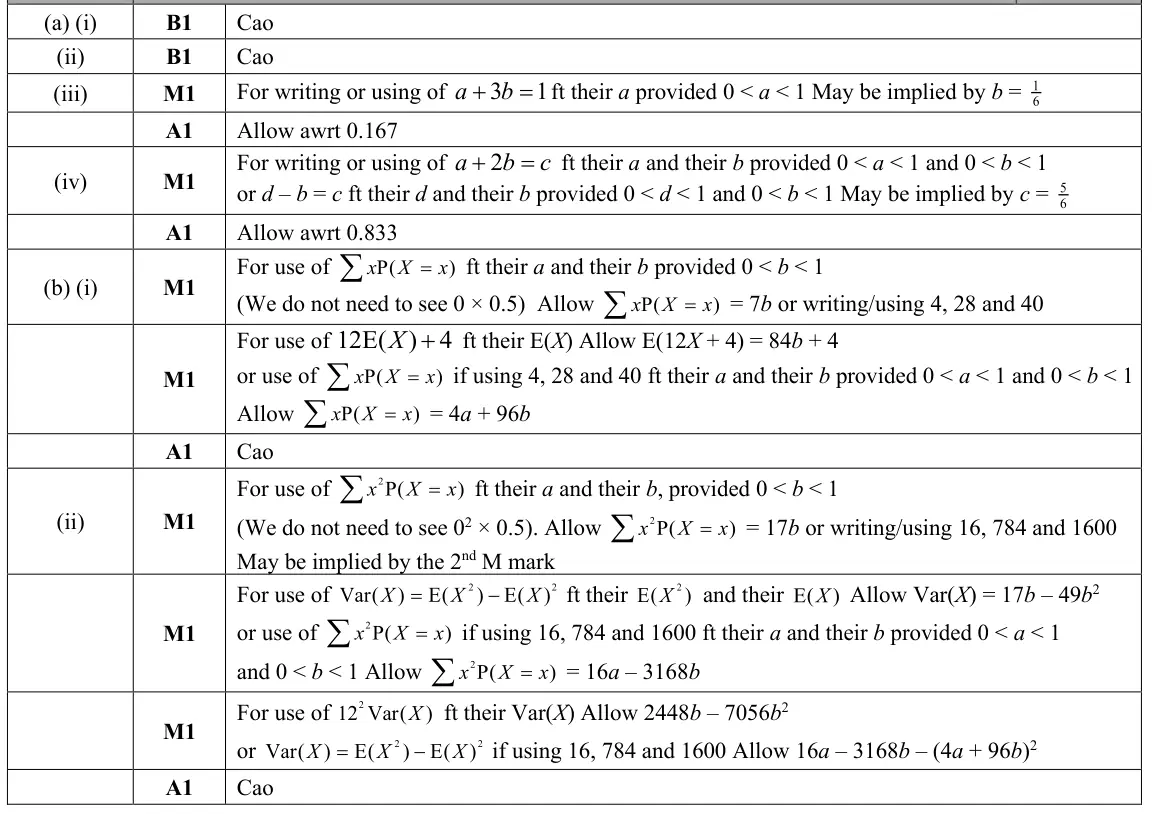 (a) (i) B1 Cao
(ii) B1 Cao
(iii) M1 For writing or using of a + 3b = 1 ft their a provided 0 < a < 1 May be implied by b = 1/6
A1 Allow awrt 0.167
(iv) M1 For writing or using of a + 2b = c ft their a and their b provided 0 < a < 1 and 0 < b < 1
or d – b = c ft their d and their b provided 0 < d < 1 and 0 < b < 1 May be implied by c = 5/6
A1 Allow awrt 0.833
(b) (i) M1 For use of ∑xP(X = x) ft their a and their b provided 0 < b < 1
(We do not need to see 0 × 0.5) Allow ∑xP(X = x) = 7b or writing/using 4, 28 and 40
M1 For use of 12E(X) + 4 ft their E(X) Allow E(12X + 4) = 84b + 4
or use of ∑xP(X = x) if using 4, 28 and 40 ft their a and their b provided 0 < a < 1 and 0 < b < 1
Allow ∑xP(X = x) = 4a + 96b
A1 Cao
(ii) M1 For use of ∑x²P(X = x) ft their a and their b, provided 0 < b < 1
(We do not need to see 0² × 0.5). Allow ∑x²P(X = x) = 17b or writing/using 16, 784 and 1600
May be implied by the 2nd M mark
M1 For use of Var(X) = E(X²) – E(X)² ft their E(X²) and their E(X) Allow Var(X) = 17b – 49b²
or use of ∑x²P(X = x) if using 16, 784 and 1600 ft their a and their b provided 0 < a < 1
and 0 < b < 1 Allow ∑x²P(X = x) = 16a – 3168b
M1 For use of 12²Var(X) ft their Var(X) Allow 2448b – 7056b²
or Var(X) = E(X²) – E(X)² if using 16, 784 and 1600 Allow 16a – 3168b – (4a + 96b)²
A1 Cao